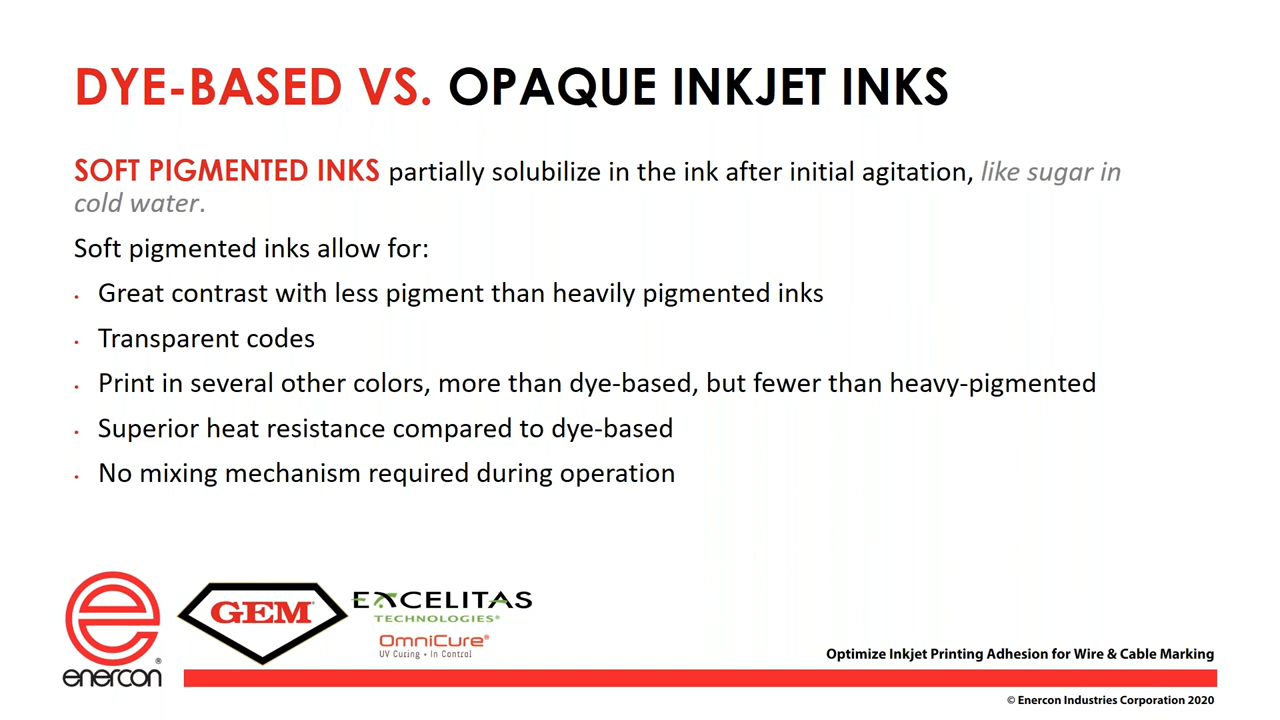 DYE-BASED VS. OPAQUE INKJET INKS
SOFT PIGMENTED INKS partially solubilize in the ink after initial agitation, like sugar in
cold water.
Soft pigmented inks allow for:
• Great contrast with less pigment than heavily pigmented inks
• Transparent codes
• Print in several other colors, more than dye-based, but fewer than heavy-pigmented
• Superior heat resistance compared to dye-based
• No mixing mechanism required during operation
enercon®
GEM®
EXCELITAS
TECHNOLOGIES®
OmniCure®
UV Curing • In Control
Optimize Inkjet Printing Adhesion for Wire & Cable Marking
© Enercon Industries Corporation 2020